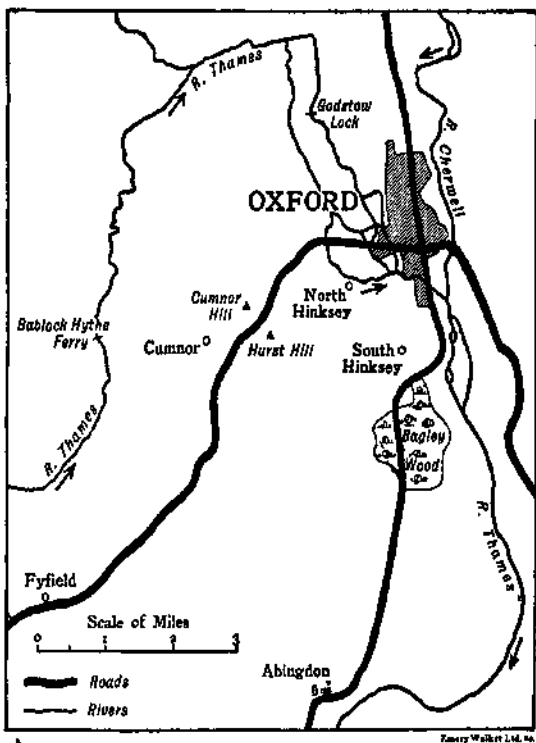 R. Thames
Godstow
Lock
R. Cherwell
OXFORD
Cumnor
Hill
North
Hinksey
Bablock Hythe
Ferry
Cumnor
Hurst Hill
South
Hinksey
R. Thames
Bagley
Wood
R. Thames
Fyfield
Scale of Miles
0 1 2 3
Abingdon
Roads
Rivers
Emery Walker Ltd. sc.